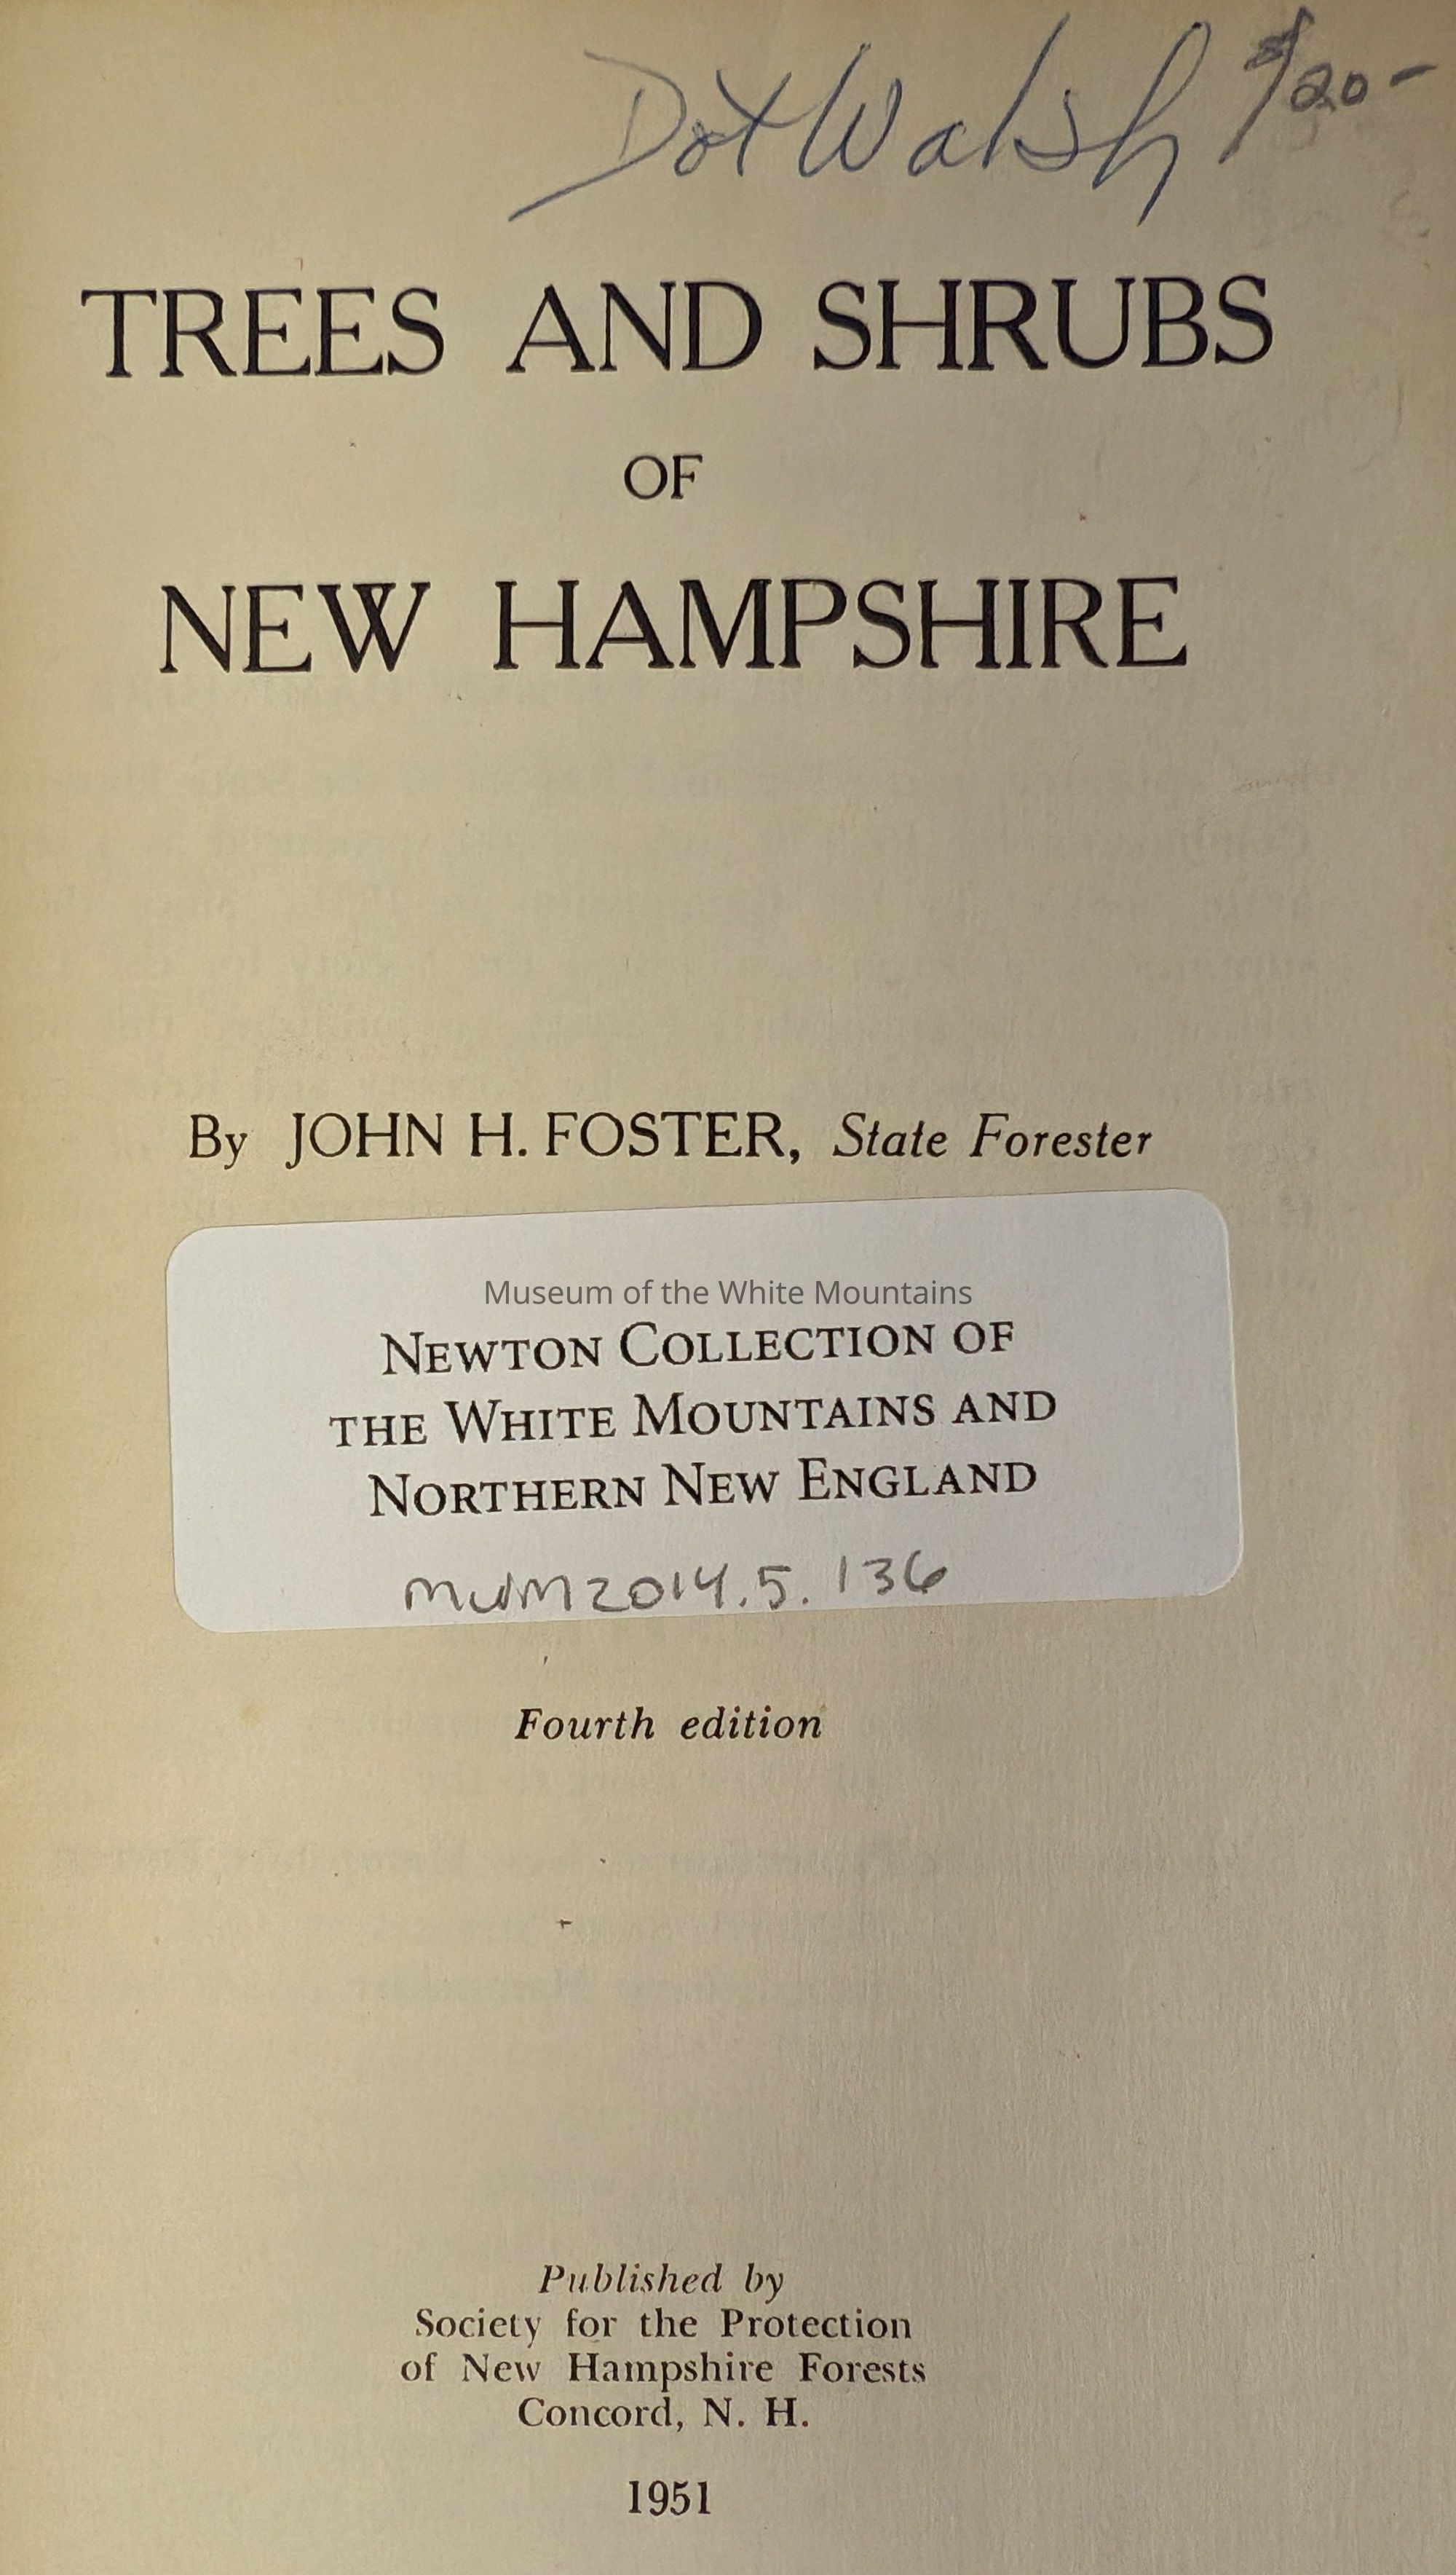 Dot Walsh $20-
TREES AND SHRUBS
OF
NEW HAMPSHIRE
By JOHN H. FOSTER, State Forester
Museum of the White Mountains
NEWTON COLLECTION OF
THE WHITE MOUNTAINS AND
NORTHERN NEW ENGLAND
MWM2014.5.136
Fourth edition
Published by
Society for the Protection
of New Hampshire Forests
Concord, N. H.
1951